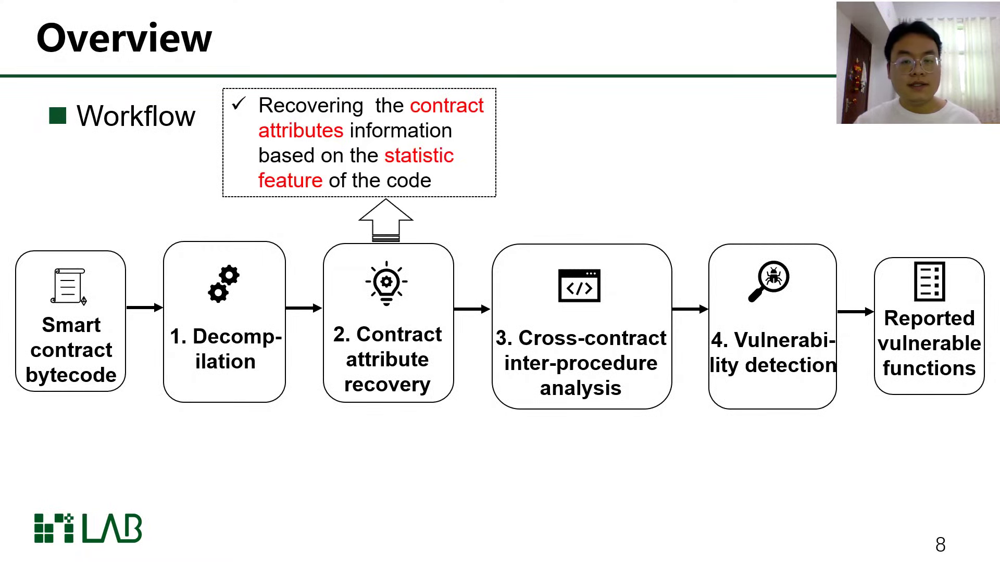 Overview
Workflow
✓ Recovering the contract
attributes information
based on the statistic
feature of the code
Smart
contract
bytecode
1. Decomp-
ilation
2. Contract
attribute
recovery
3. Cross-contract
inter-procedure
analysis
4. Vulnerabi-
lity detection
Reported
vulnerable
functions
LAB
8